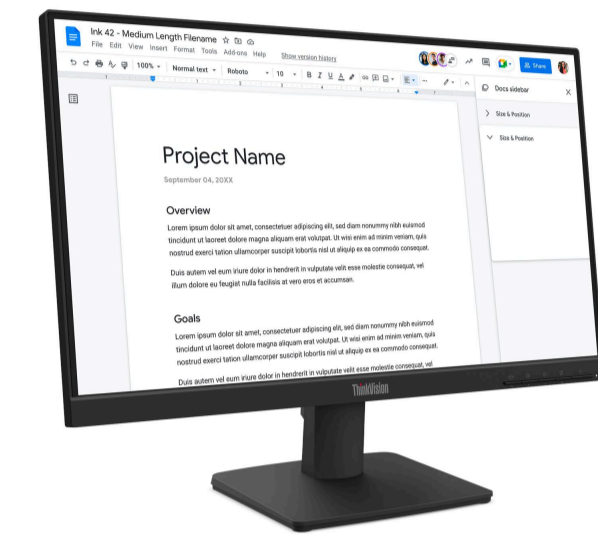 Ink 42 - Medium Length Filename
File Edit View Insert Format Tools Add-ons Help Show version history
Share
100% Normal text Roboto 10 B I U A
Docs sidebar
Size & Position
Size & Position
Project Name
September 04, 20XX
Overview
Lorem ipsum dolor sit amet, consectetuer adipiscing elit, sed diam nonummy nibh euismod
tincidunt ut laoreet dolore magna aliquam erat volutpat. Ut wisi enim ad minim veniam, quis
nostrud exerci tation ullamcorper suscipit lobortis nisl ut aliquip ex ea commodo consequat.
Duis autem vel eum iriure dolor in hendrerit in vulputate velit esse molestie consequat, vel
illum dolore eu feugiat nulla facilisis at vero eros et accumsan.
Goals
Lorem ipsum dolor sit amet, consectetuer adipiscing elit, sed diam nonummy nibh euismod
tincidunt ut laoreet dolore magna aliquam erat volutpat. Ut wisi enim ad minim veniam, quis
nostrud exerci tation ullamcorper suscipit lobortis nisl ut aliquip ex ea commodo consequat.
Duis autem vel eum iriure dolor in hendrerit in vulputate velit esse molestie consequat, vel
ThinkVision